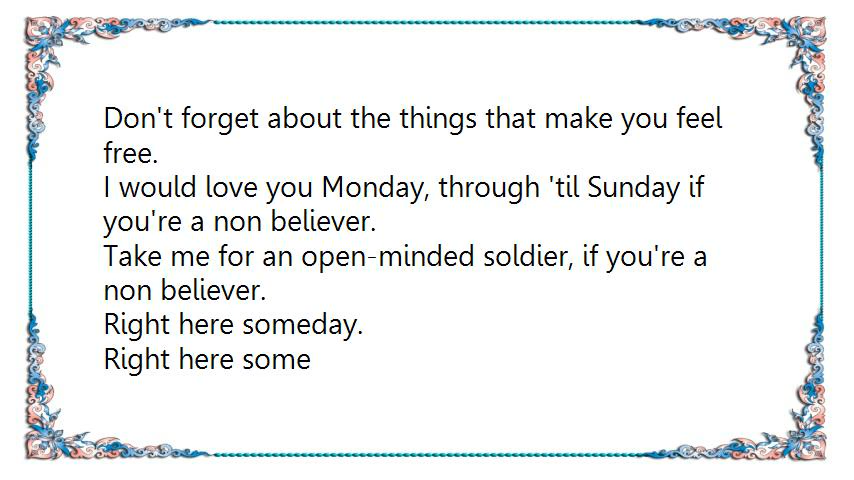 Don't forget about the things that make you feel
free.
I would love you Monday, through 'til Sunday if
you're a non believer.
Take me for an open-minded soldier, if you're a
non believer.
Right here someday.
Right here some